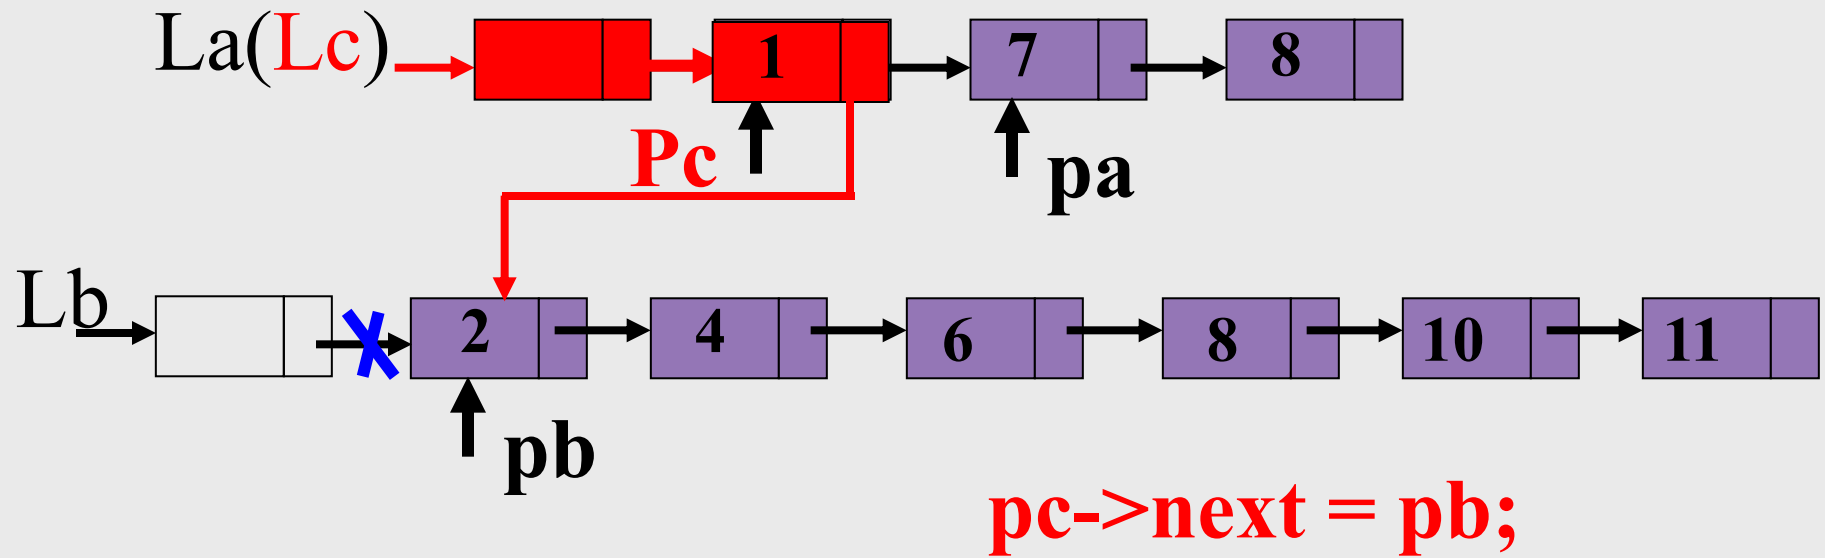 La(Lc) 1 7 8
Pc pa
Lb 2 4 6 8 10 11
pb
pc->next = pb;